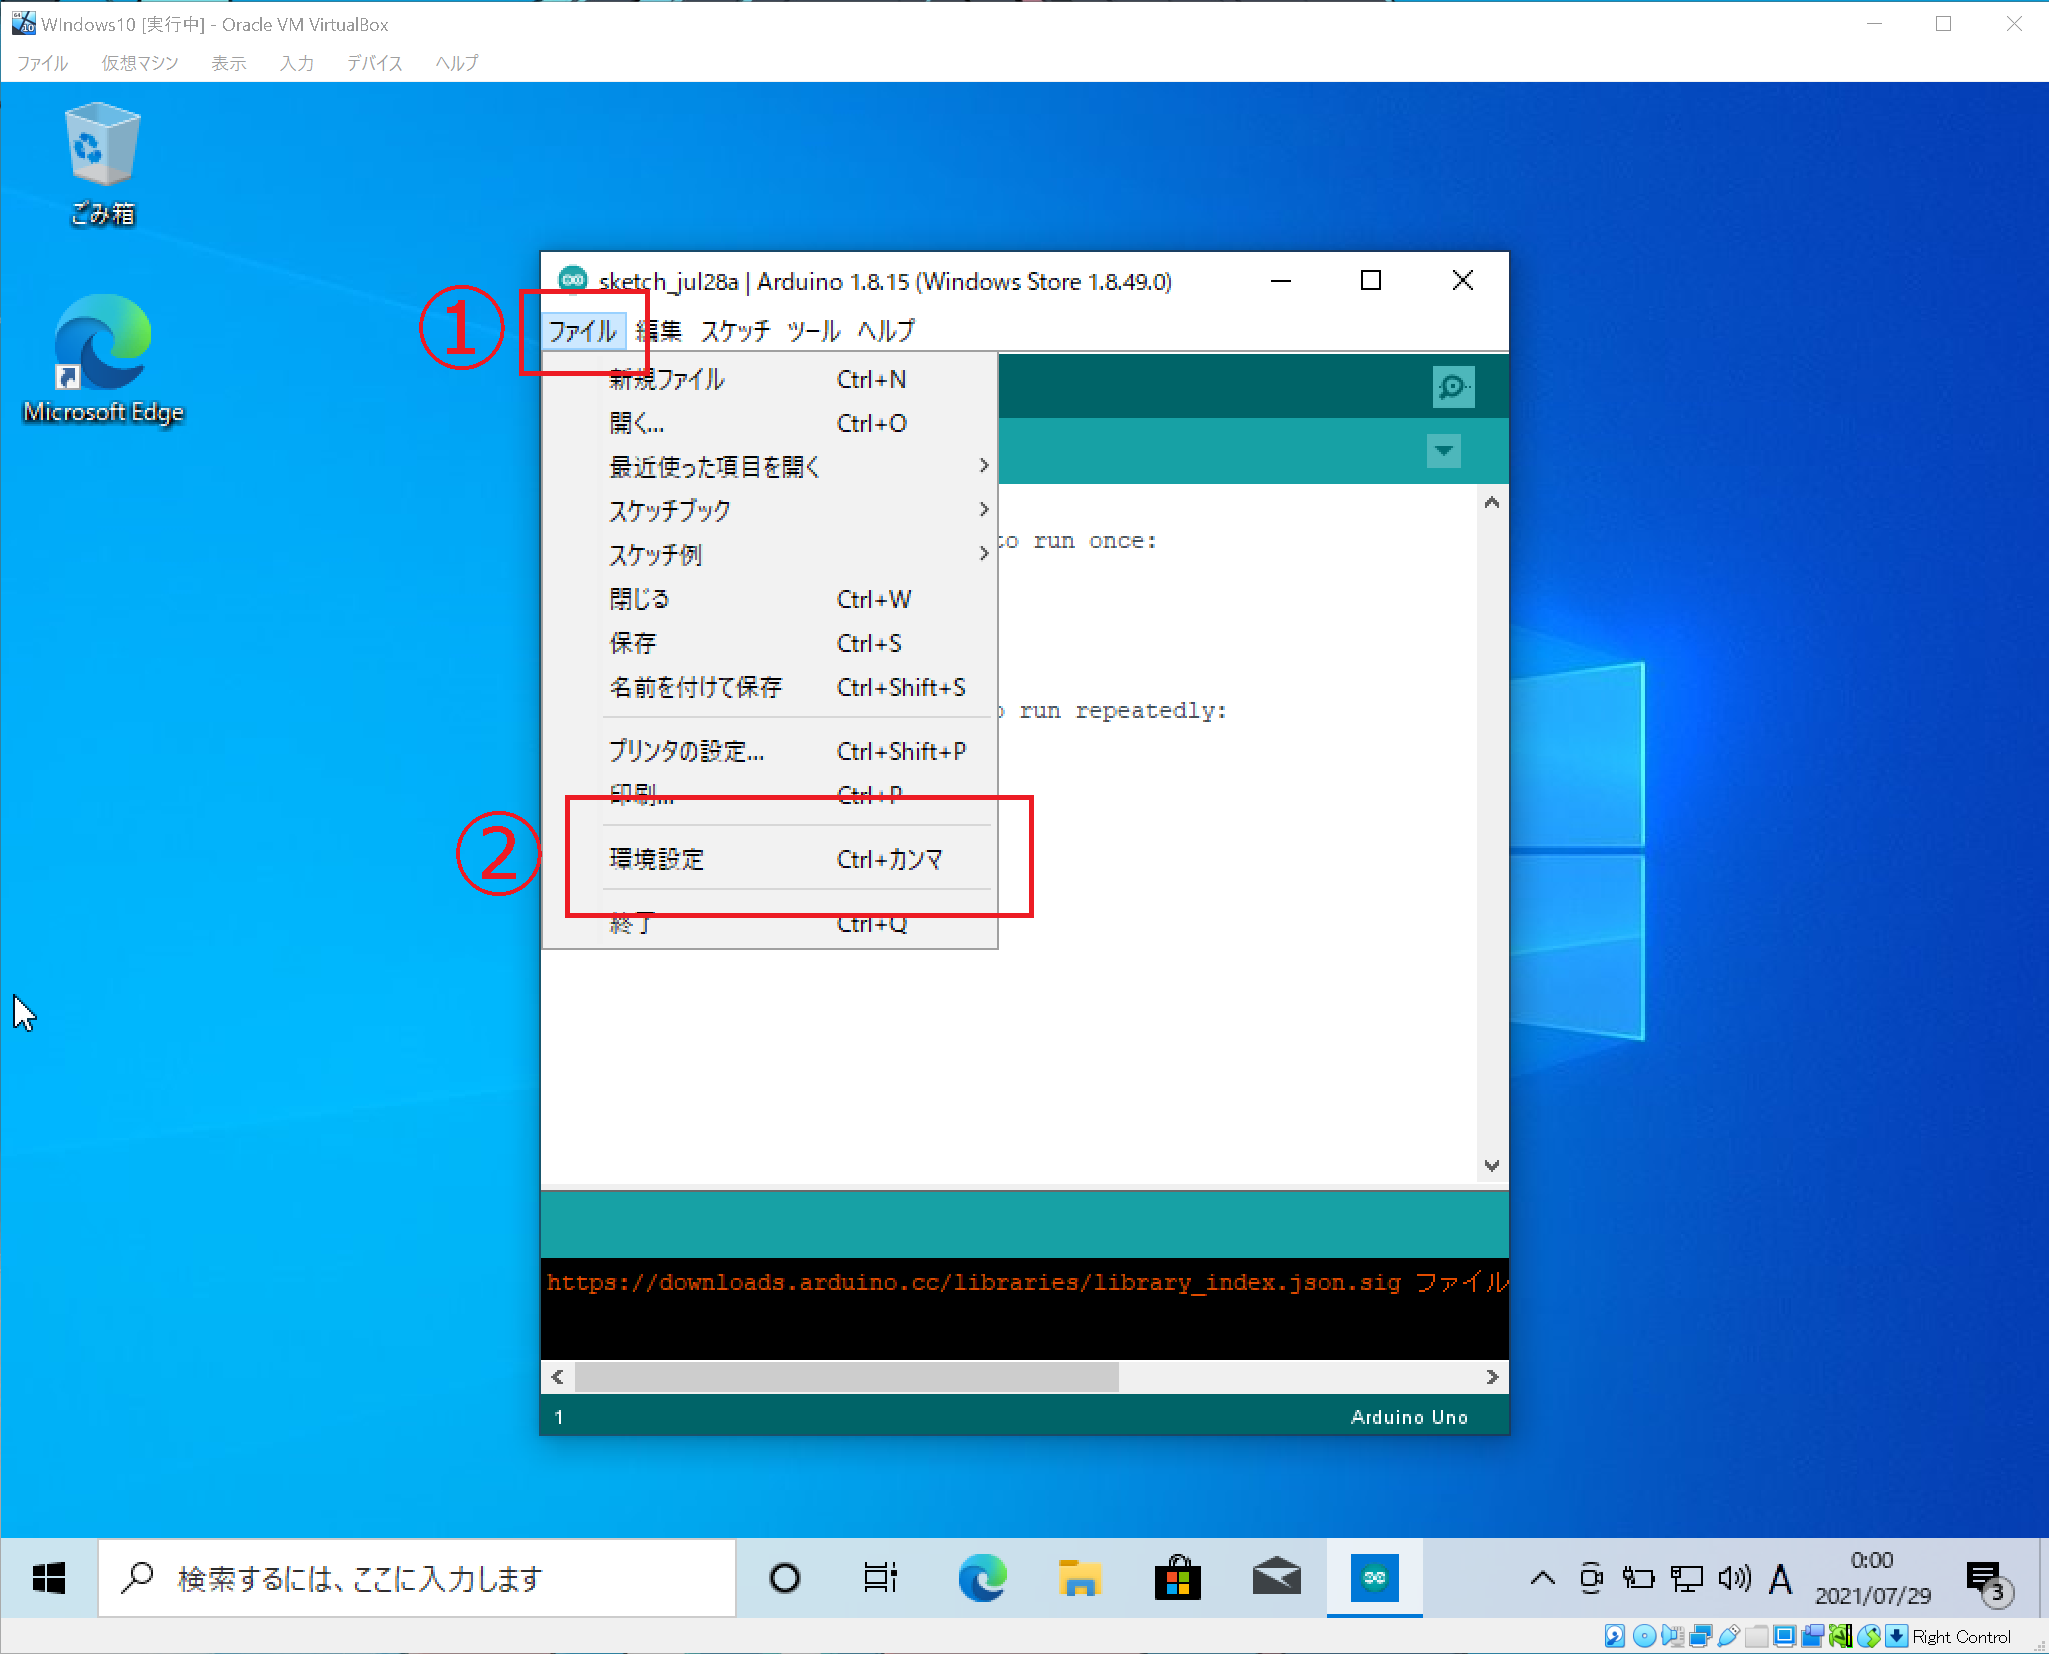 WIndows10 [実行中] - Oracle VM VirtualBox
ファイル 仮想マシン 表示 入力 デバイス ヘルプ
ごみ箱
Microsoft Edge
sketch_jul28a | Arduino 1.8.15 (Windows Store 1.8.49.0)
①
ファイル 編集 スケッチ ツール ヘルプ
新規ファイル Ctrl+N
開く... Ctrl+O
最近使った項目を開く
スケッチブック
スケッチ例
to run once:
閉じる Ctrl+W
保存 Ctrl+S
名前を付けて保存 Ctrl+Shift+S
run repeatedly:
プリンタの設定... Ctrl+Shift+P
印刷... Ctrl+P
②
環境設定 Ctrl+カンマ
終了 Ctrl+Q
https://downloads.arduino.cc/libraries/library_index.json.sig ファイル
1 Arduino Uno
検索するには、ここに入力します
A
0:00
2021/07/29
3
Right Control